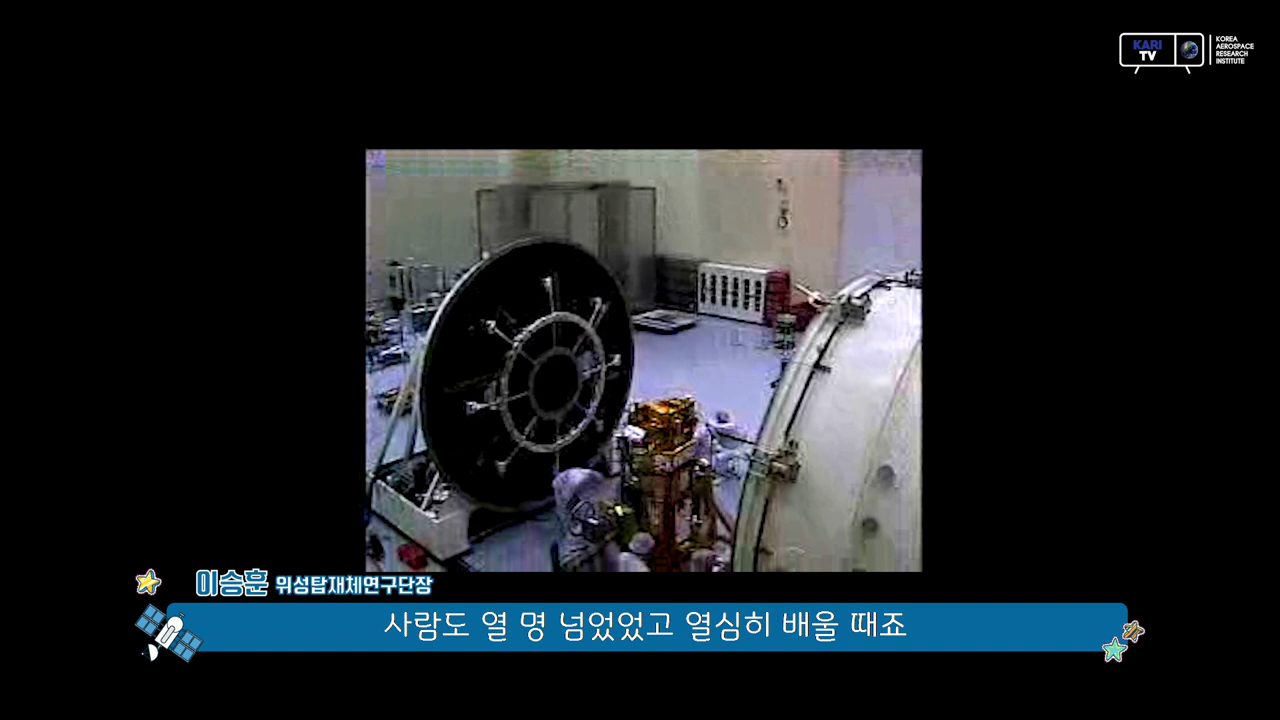 KARI
TV
KOREA
AEROSPACE
RESEARCH
INSTITUTE
이승훈 위성탑재체연구단장
사람도 열 명 넘었었고 열심히 배울 때죠